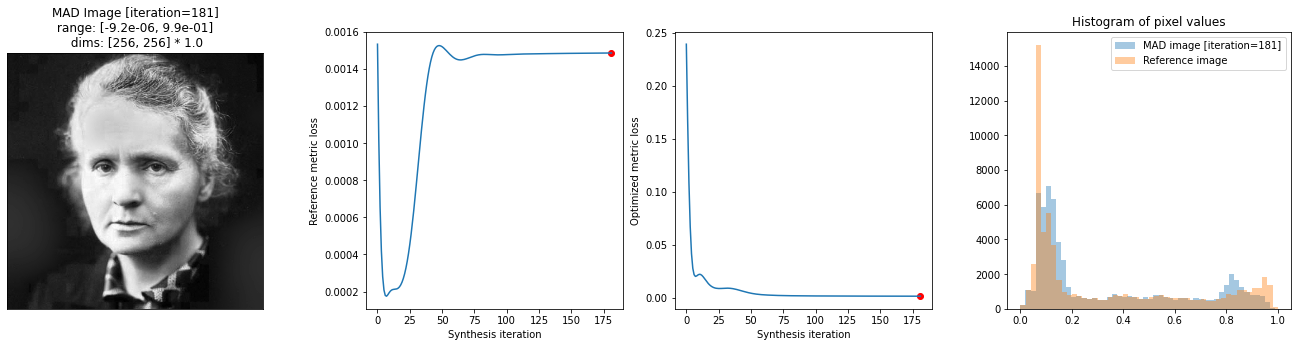 MAD Image [iteration=181]
range: [-9.2e-06, 9.9e-01]
dims: [256, 256] * 1.0
Reference metric loss
0.0016
0.0014
0.0012
0.0010
0.0008
0.0006
0.0004
0.0002
0 25 50 75 100 125 150 175
Synthesis iteration
Optimized metric loss
0.25
0.20
0.15
0.10
0.05
0.00
0 25 50 75 100 125 150 175
Synthesis iteration
Histogram of pixel values
MAD image [iteration=181]
Reference image
14000
12000
10000
8000
6000
4000
2000
0
0.0 0.2 0.4 0.6 0.8 1.0